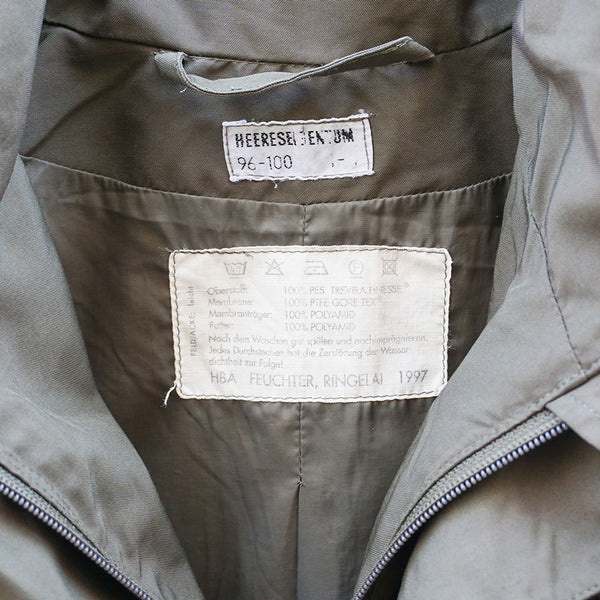 HEERESEIGENTUM
96-100
Oberstoff: 100% PES TREVIRA FINESSE®
Membrane: 100% PTFE GORE TEX®
Membranträger: 100% POLYAMID
Futter: 100% POLYAMID
Nach dem Waschen gut spülen und nachimprägnieren.
Jedes Durchstechen hat die Zerstörung der Wasser-
dichtheit zur Folge!
HBA FEUCHTER, RINGELAI 1997
FELDJACKE, leicht